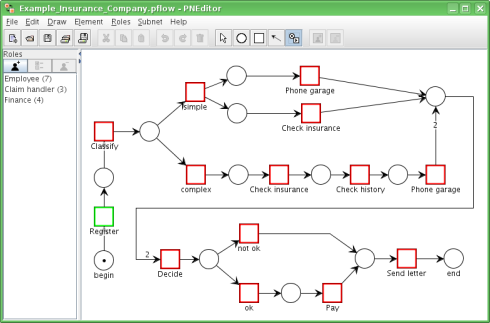 Example_Insurance_Company.pflow - PNEditor
File Edit Draw Element Roles Subnet Help
Roles
Employee (7)
Claim handler (3)
Finance (4)
simple
Phone garage
Check insurance
2
Classify
complex
Check insurance
Check history
Phone garage
Register
begin
2
Decide
not ok
ok
Pay
Send letter
end